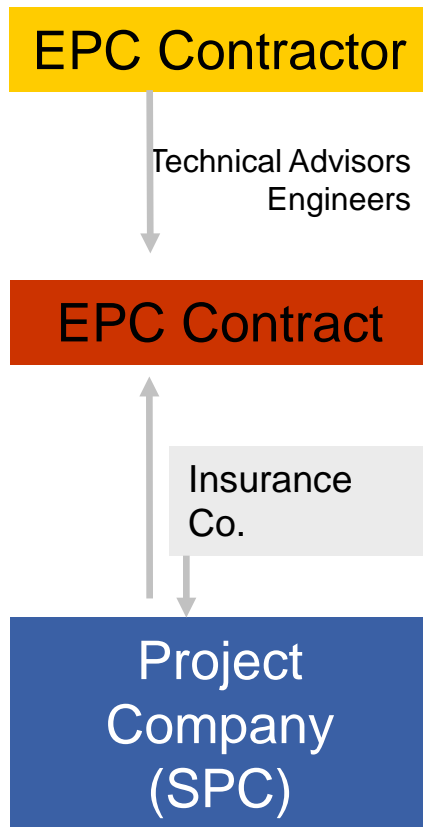 EPC Contractor
Technical Advisors
Engineers
EPC Contract
Insurance
Co.
Project
Company
(SPC)